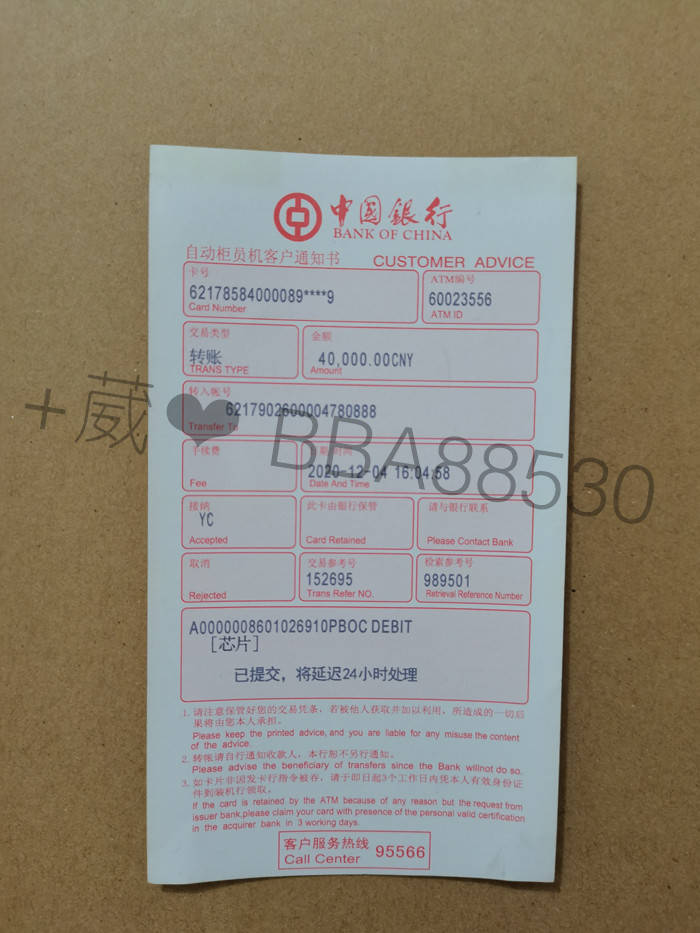 中国銀行
BANK OF CHINA
自动柜员机客户通知书 CUSTOMER ADVICE
卡号
62178584000089****9
Card Number
ATM编号
60023556
ATM ID
交易类型
转账
TRANS TYPE
金额
40,000.00CNY
Amount
转入帐号
6217902600004780888
Transfer To
+葳❤BBA88530
手续费
Fee
日期/时间
2020-12-04 16:04:58
Date And Time
接纳
YC
Accepted
此卡由银行保管
Card Retained
请与银行联系
Please Contact Bank
取消
Rejected
交易参考号
152695
Trans Refer NO.
检索参考号
989501
Retrieval Reference Number
A0000008601026910PBOC DEBIT
[芯片]
已提交，将延迟24小时处理
1. 请注意保管好您的交易凭条，若被他人获取并加以利用，所造成的一切后
果将由您本人承担。
Please keep the printed advice, and you are liable for any misuse the content
of the advice.
2. 转帐请自行通知收款人，本行恕不另行通知。
Please advise the beneficiary of transfers since the Bank willnot do so.
3. 如卡片非因发卡行指令被存，请于即日起3个工作日内凭本人有效身份证
件到装机行领取。
If the card is retained by the ATM because of any reason but the request from
issuer bank,please claim your card with presence of the personal valid certification
in the acquirer bank in 3 working days.
客户服务热线
Call Center 95566